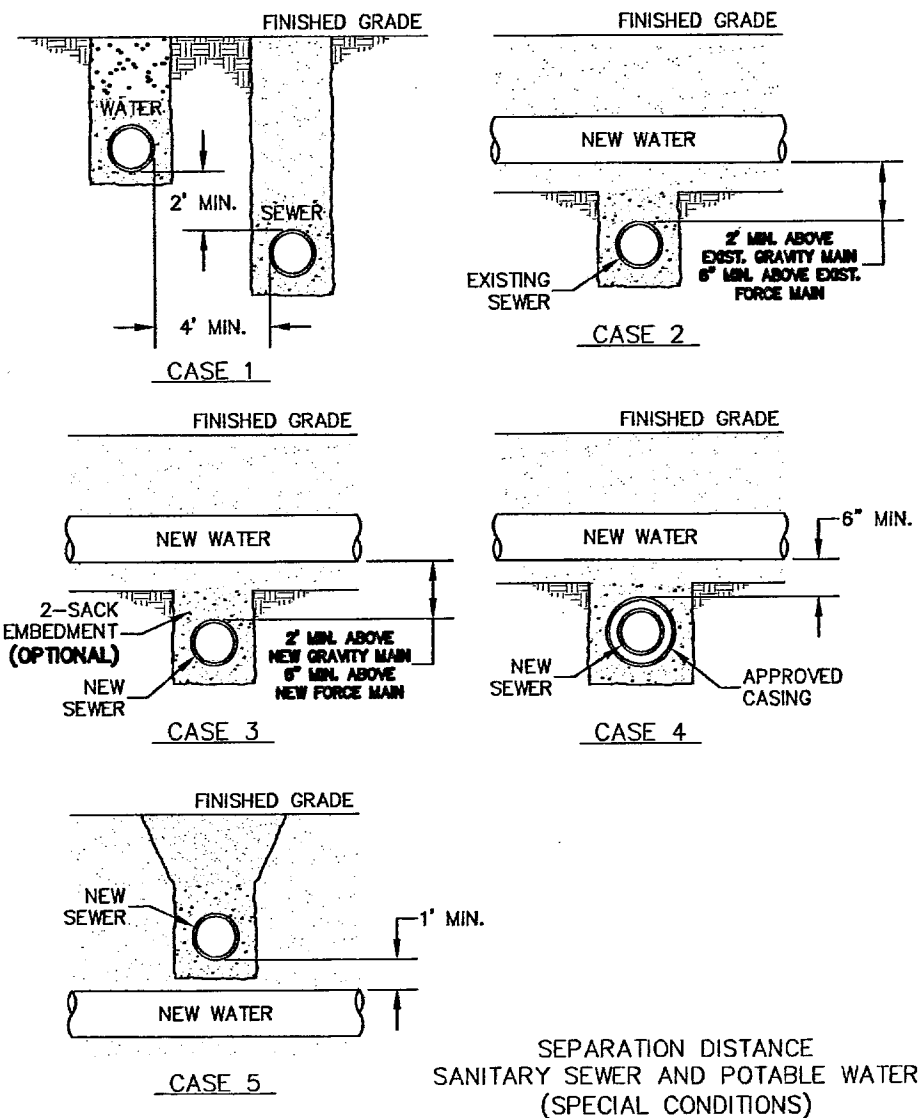 FINISHED GRADE
WATER
2' MIN.
SEWER
4' MIN.
CASE 1
FINISHED GRADE
NEW WATER
2' MIN. ABOVE
EXIST. GRAVITY MAIN
6" MIN. ABOVE EXIST.
FORCE MAIN
EXISTING
SEWER
CASE 2
FINISHED GRADE
NEW WATER
2-SACK
EMBEDMENT
(OPTIONAL)
NEW
SEWER
2' MIN. ABOVE
NEW GRAVITY MAIN
6" MIN. ABOVE
NEW FORCE MAIN
CASE 3
FINISHED GRADE
NEW WATER
6" MIN.
NEW
SEWER
APPROVED
CASING
CASE 4
FINISHED GRADE
NEW
SEWER
1' MIN.
NEW WATER
CASE 5
SEPARATION DISTANCE
SANITARY SEWER AND POTABLE WATER
(SPECIAL CONDITIONS)